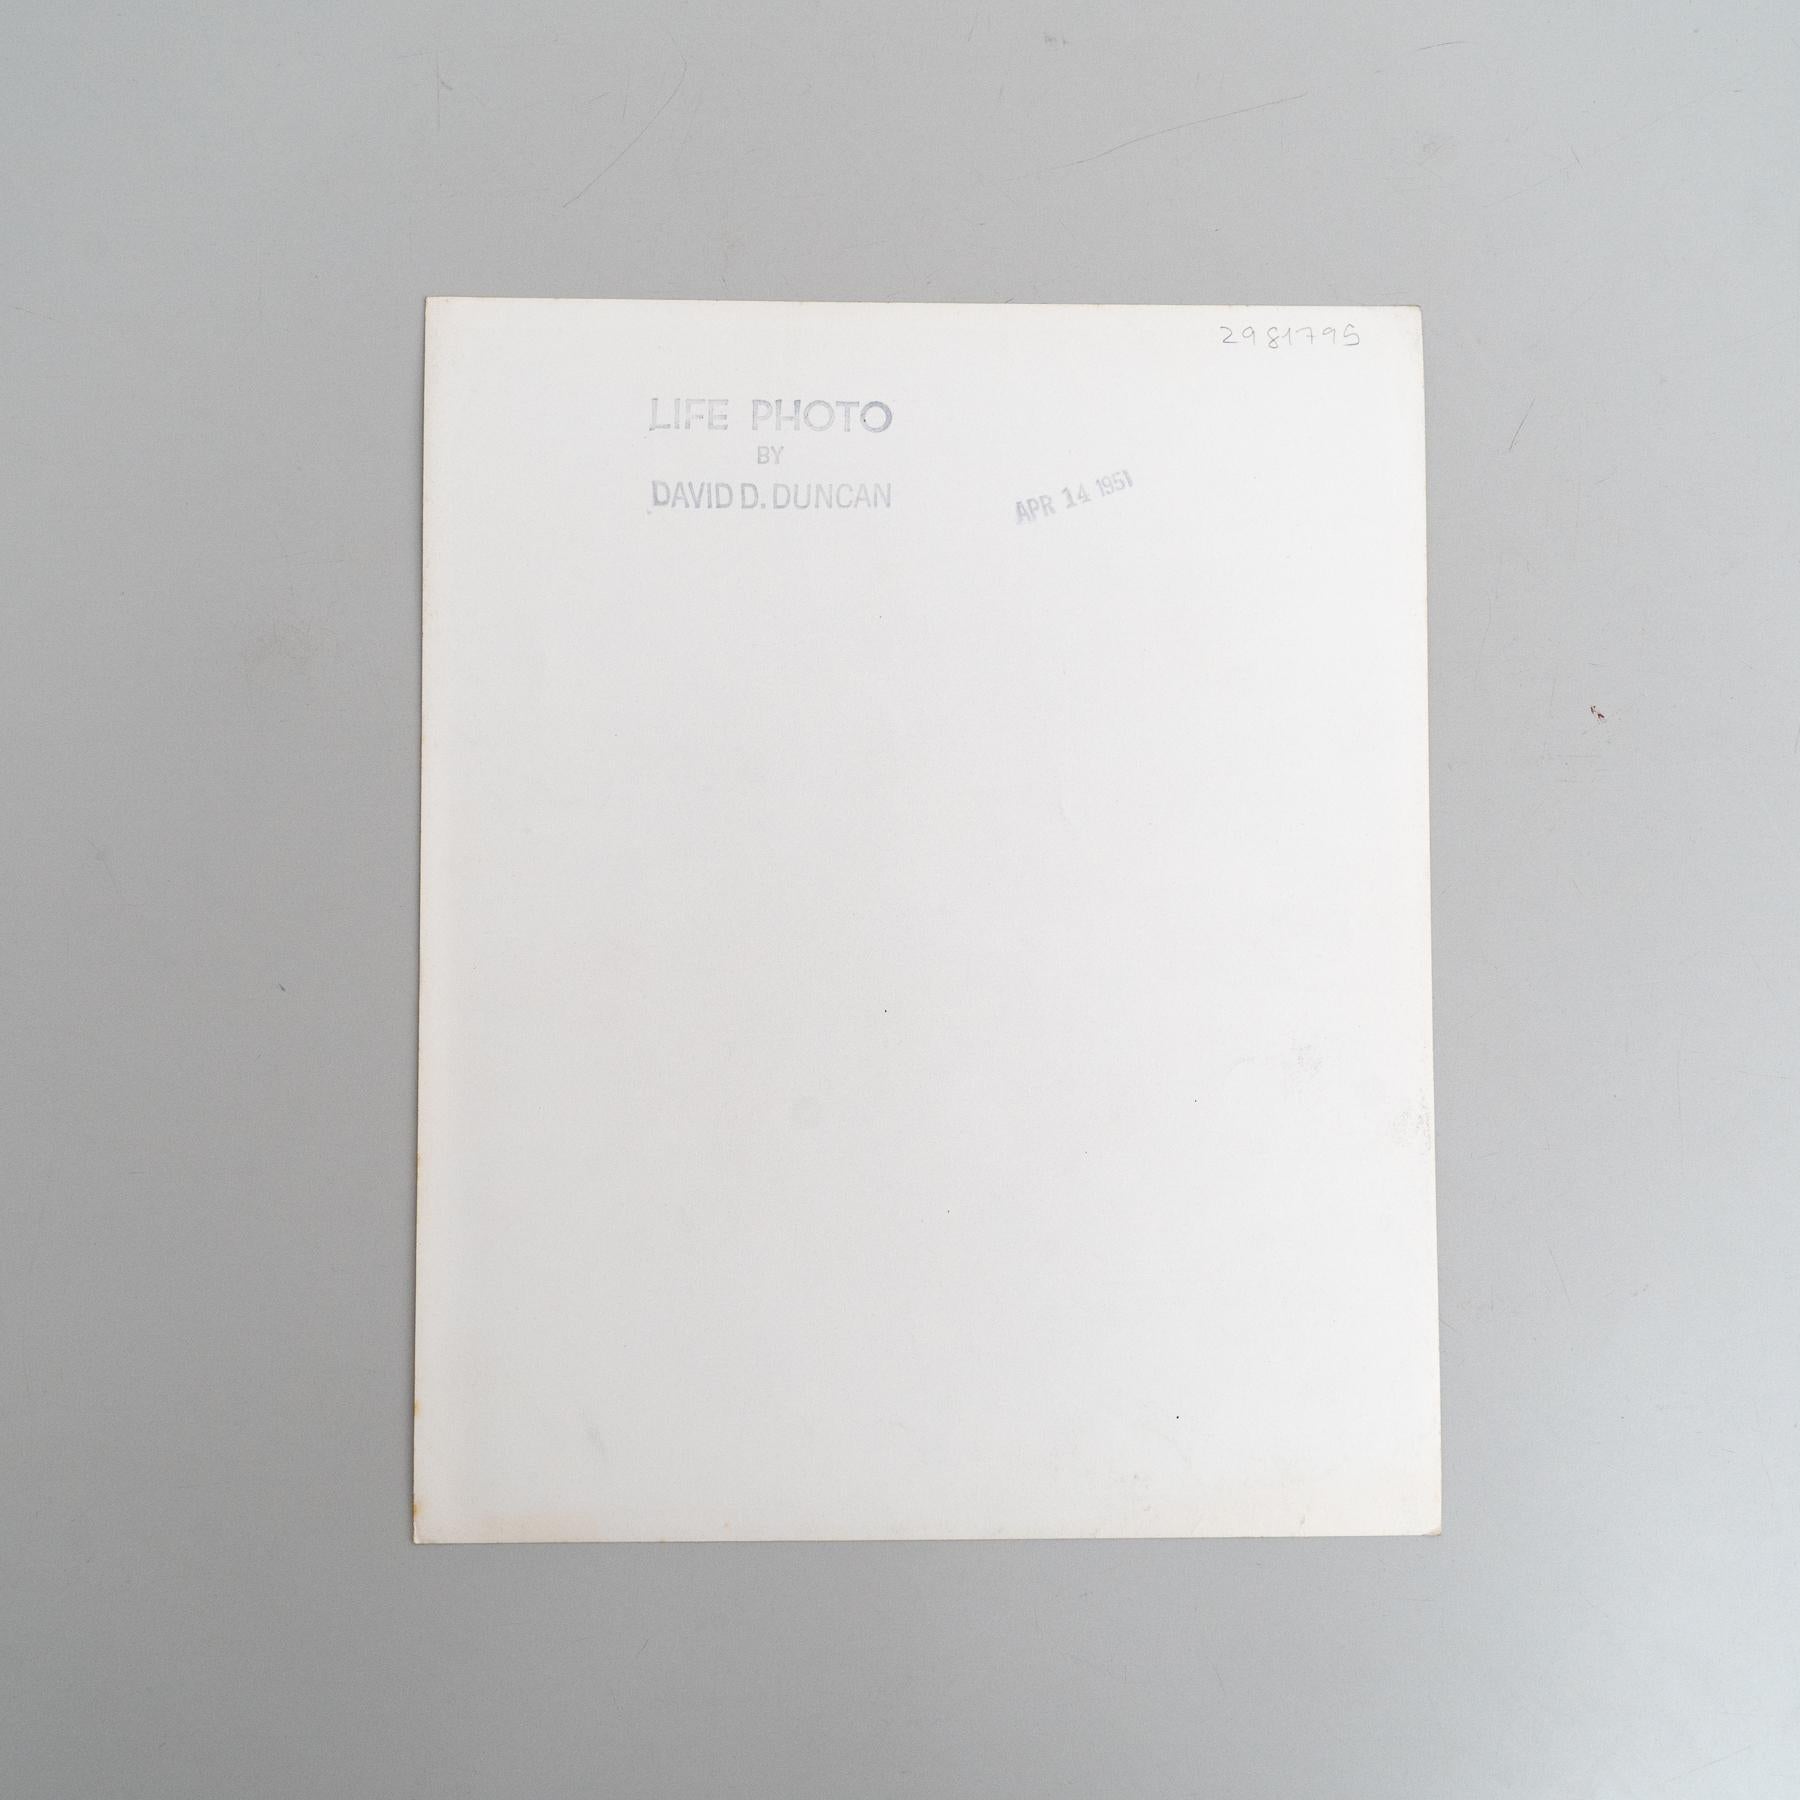 2981795
LIFE PHOTO
BY
DAVID D. DUNCAN
APR 14 1951